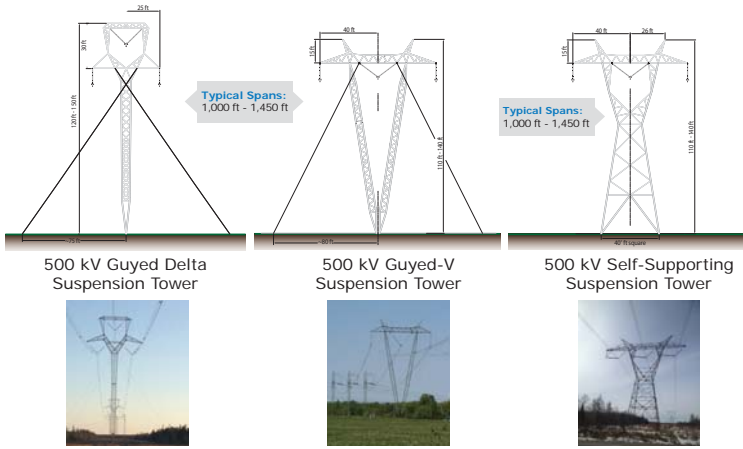 25 ft
30 ft
120 ft - 150 ft
~75 ft
Typical Spans:
1,000 ft - 1,450 ft
40 ft
15 ft
110 ft - 140 ft
~80 ft
Typical Spans:
1,000 ft - 1,450 ft
40 ft
26 ft
15 ft
110 ft - 140 ft
40' ft square
500 kV Guyed Delta
Suspension Tower
500 kV Guyed-V
Suspension Tower
500 kV Self-Supporting
Suspension Tower